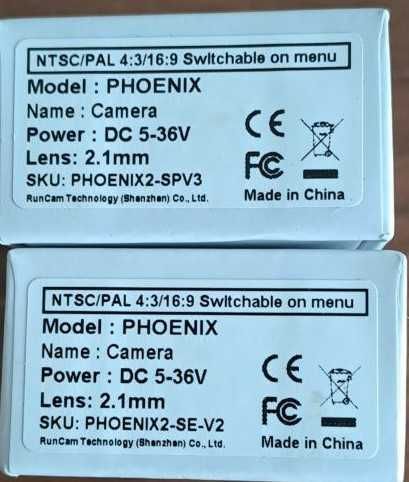 NTSC/PAL 4:3/16:9 Switchable on menu
Model : PHOENIX
Name : Camera
Power : DC 5-36V
Lens: 2.1mm
SKU: PHOENIX2-SPV3
RunCam Technology (Shenzhen) Co., Ltd.
CE
FC
Made in China
NTSC/PAL 4:3/16:9 Switchable on menu
Model : PHOENIX
Name : Camera
Power : DC 5-36V
Lens: 2.1mm
SKU: PHOENIX2-SE-V2
RunCam Technology (Shenzhen) Co., Ltd.
CE
FC
Made in China